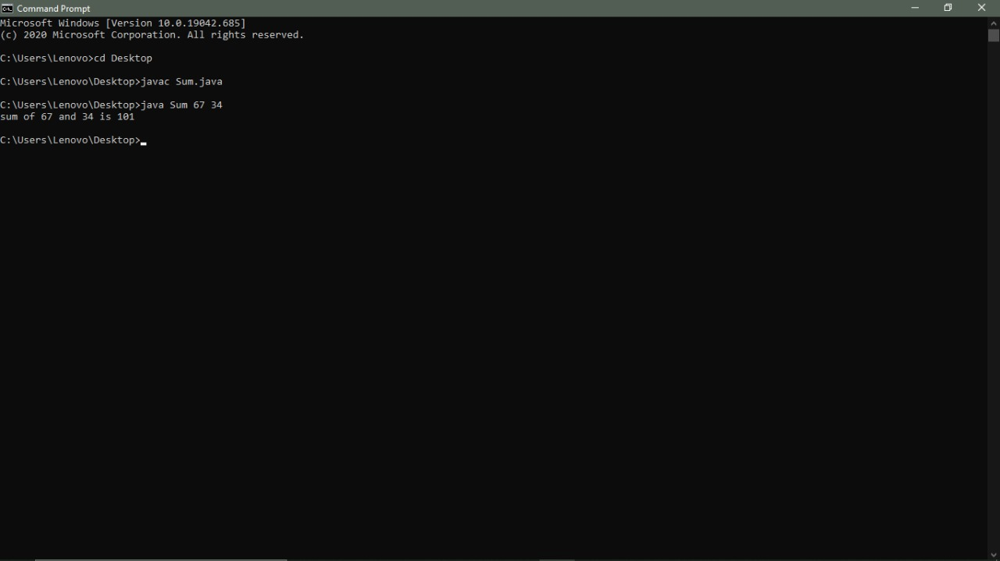 Command Prompt
Microsoft Windows [Version 10.0.19042.685]
(c) 2020 Microsoft Corporation. All rights reserved.
C:\Users\Lenovo>cd Desktop
C:\Users\Lenovo\Desktop>javac Sum.java
C:\Users\Lenovo\Desktop>java Sum 67 34
sum of 67 and 34 is 101
C:\Users\Lenovo\Desktop>